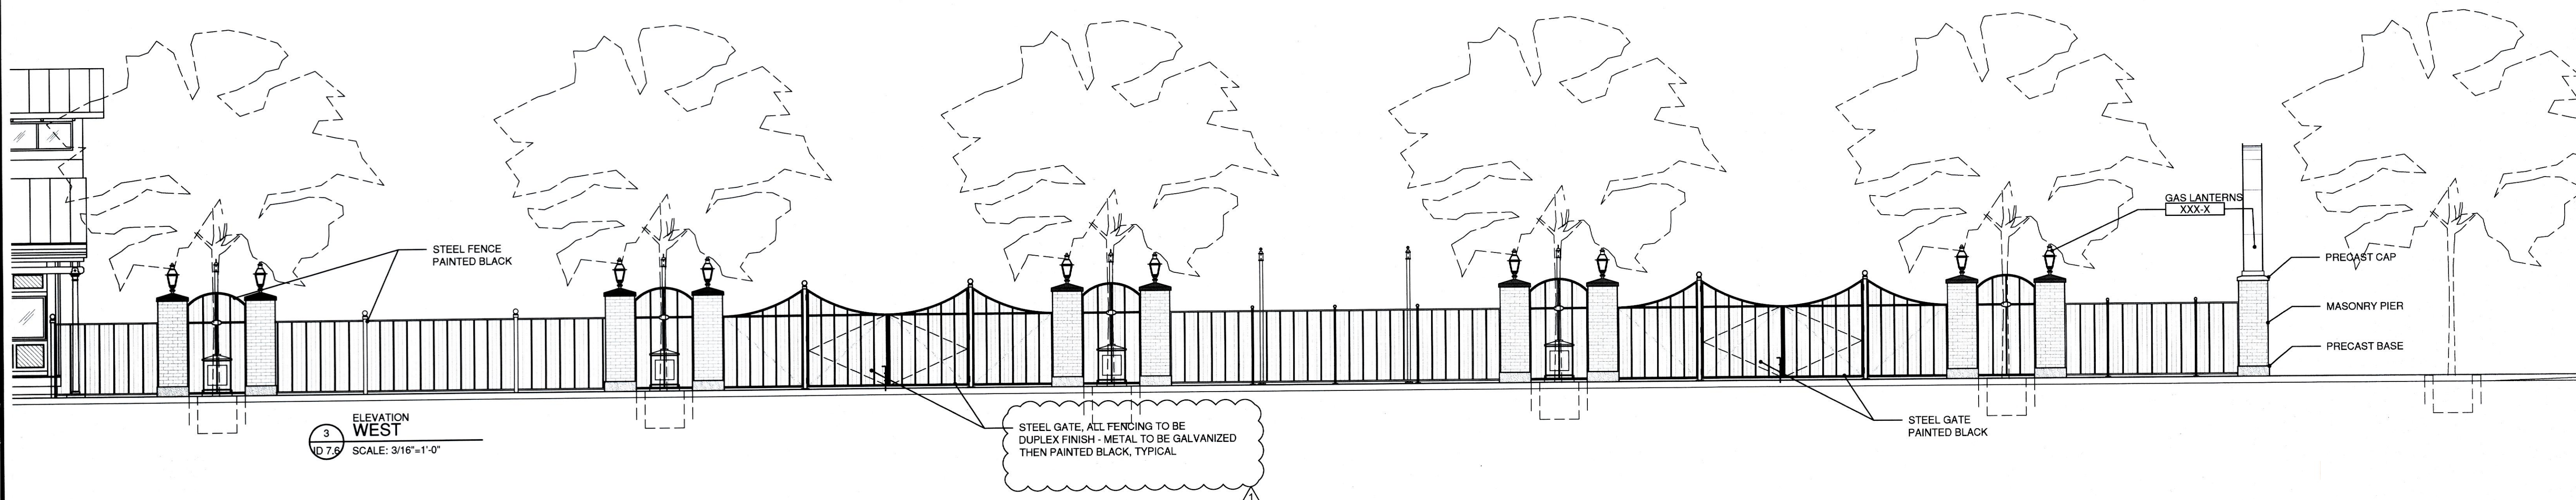 GAS LANTERNS
XXX-X
STEEL FENCE
PAINTED BLACK
PRECAST CAP
MASONRY PIER
PRECAST BASE
ELEVATION
WEST
3
ID 7.6
SCALE: 3/16"=1'-0"
STEEL GATE, ALL FENCING TO BE
DUPLEX FINISH - METAL TO BE GALVANIZED
THEN PAINTED BLACK, TYPICAL
STEEL GATE
PAINTED BLACK
1